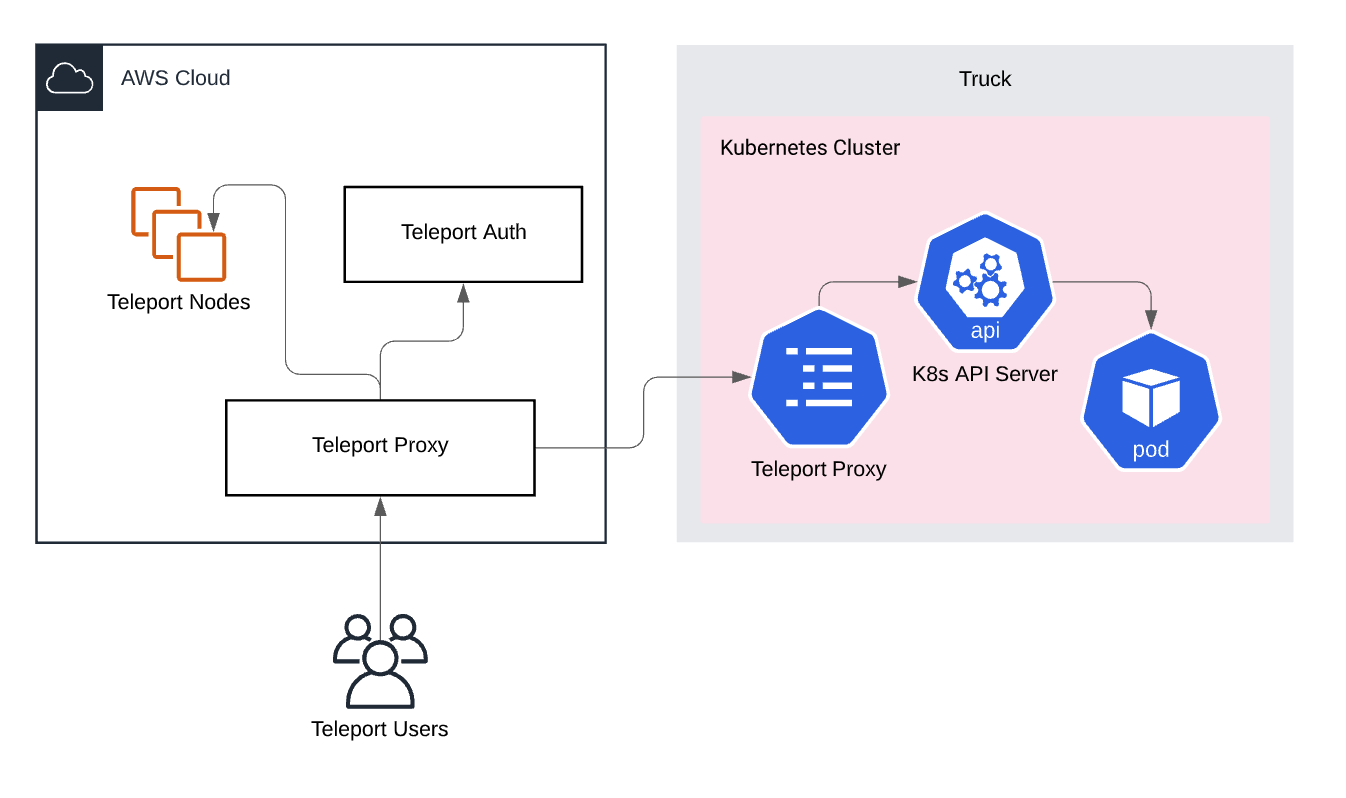 AWS Cloud
Teleport Nodes
Teleport Auth
Teleport Proxy
Teleport Users
Truck
Kubernetes Cluster
api
K8s API Server
Teleport Proxy
pod